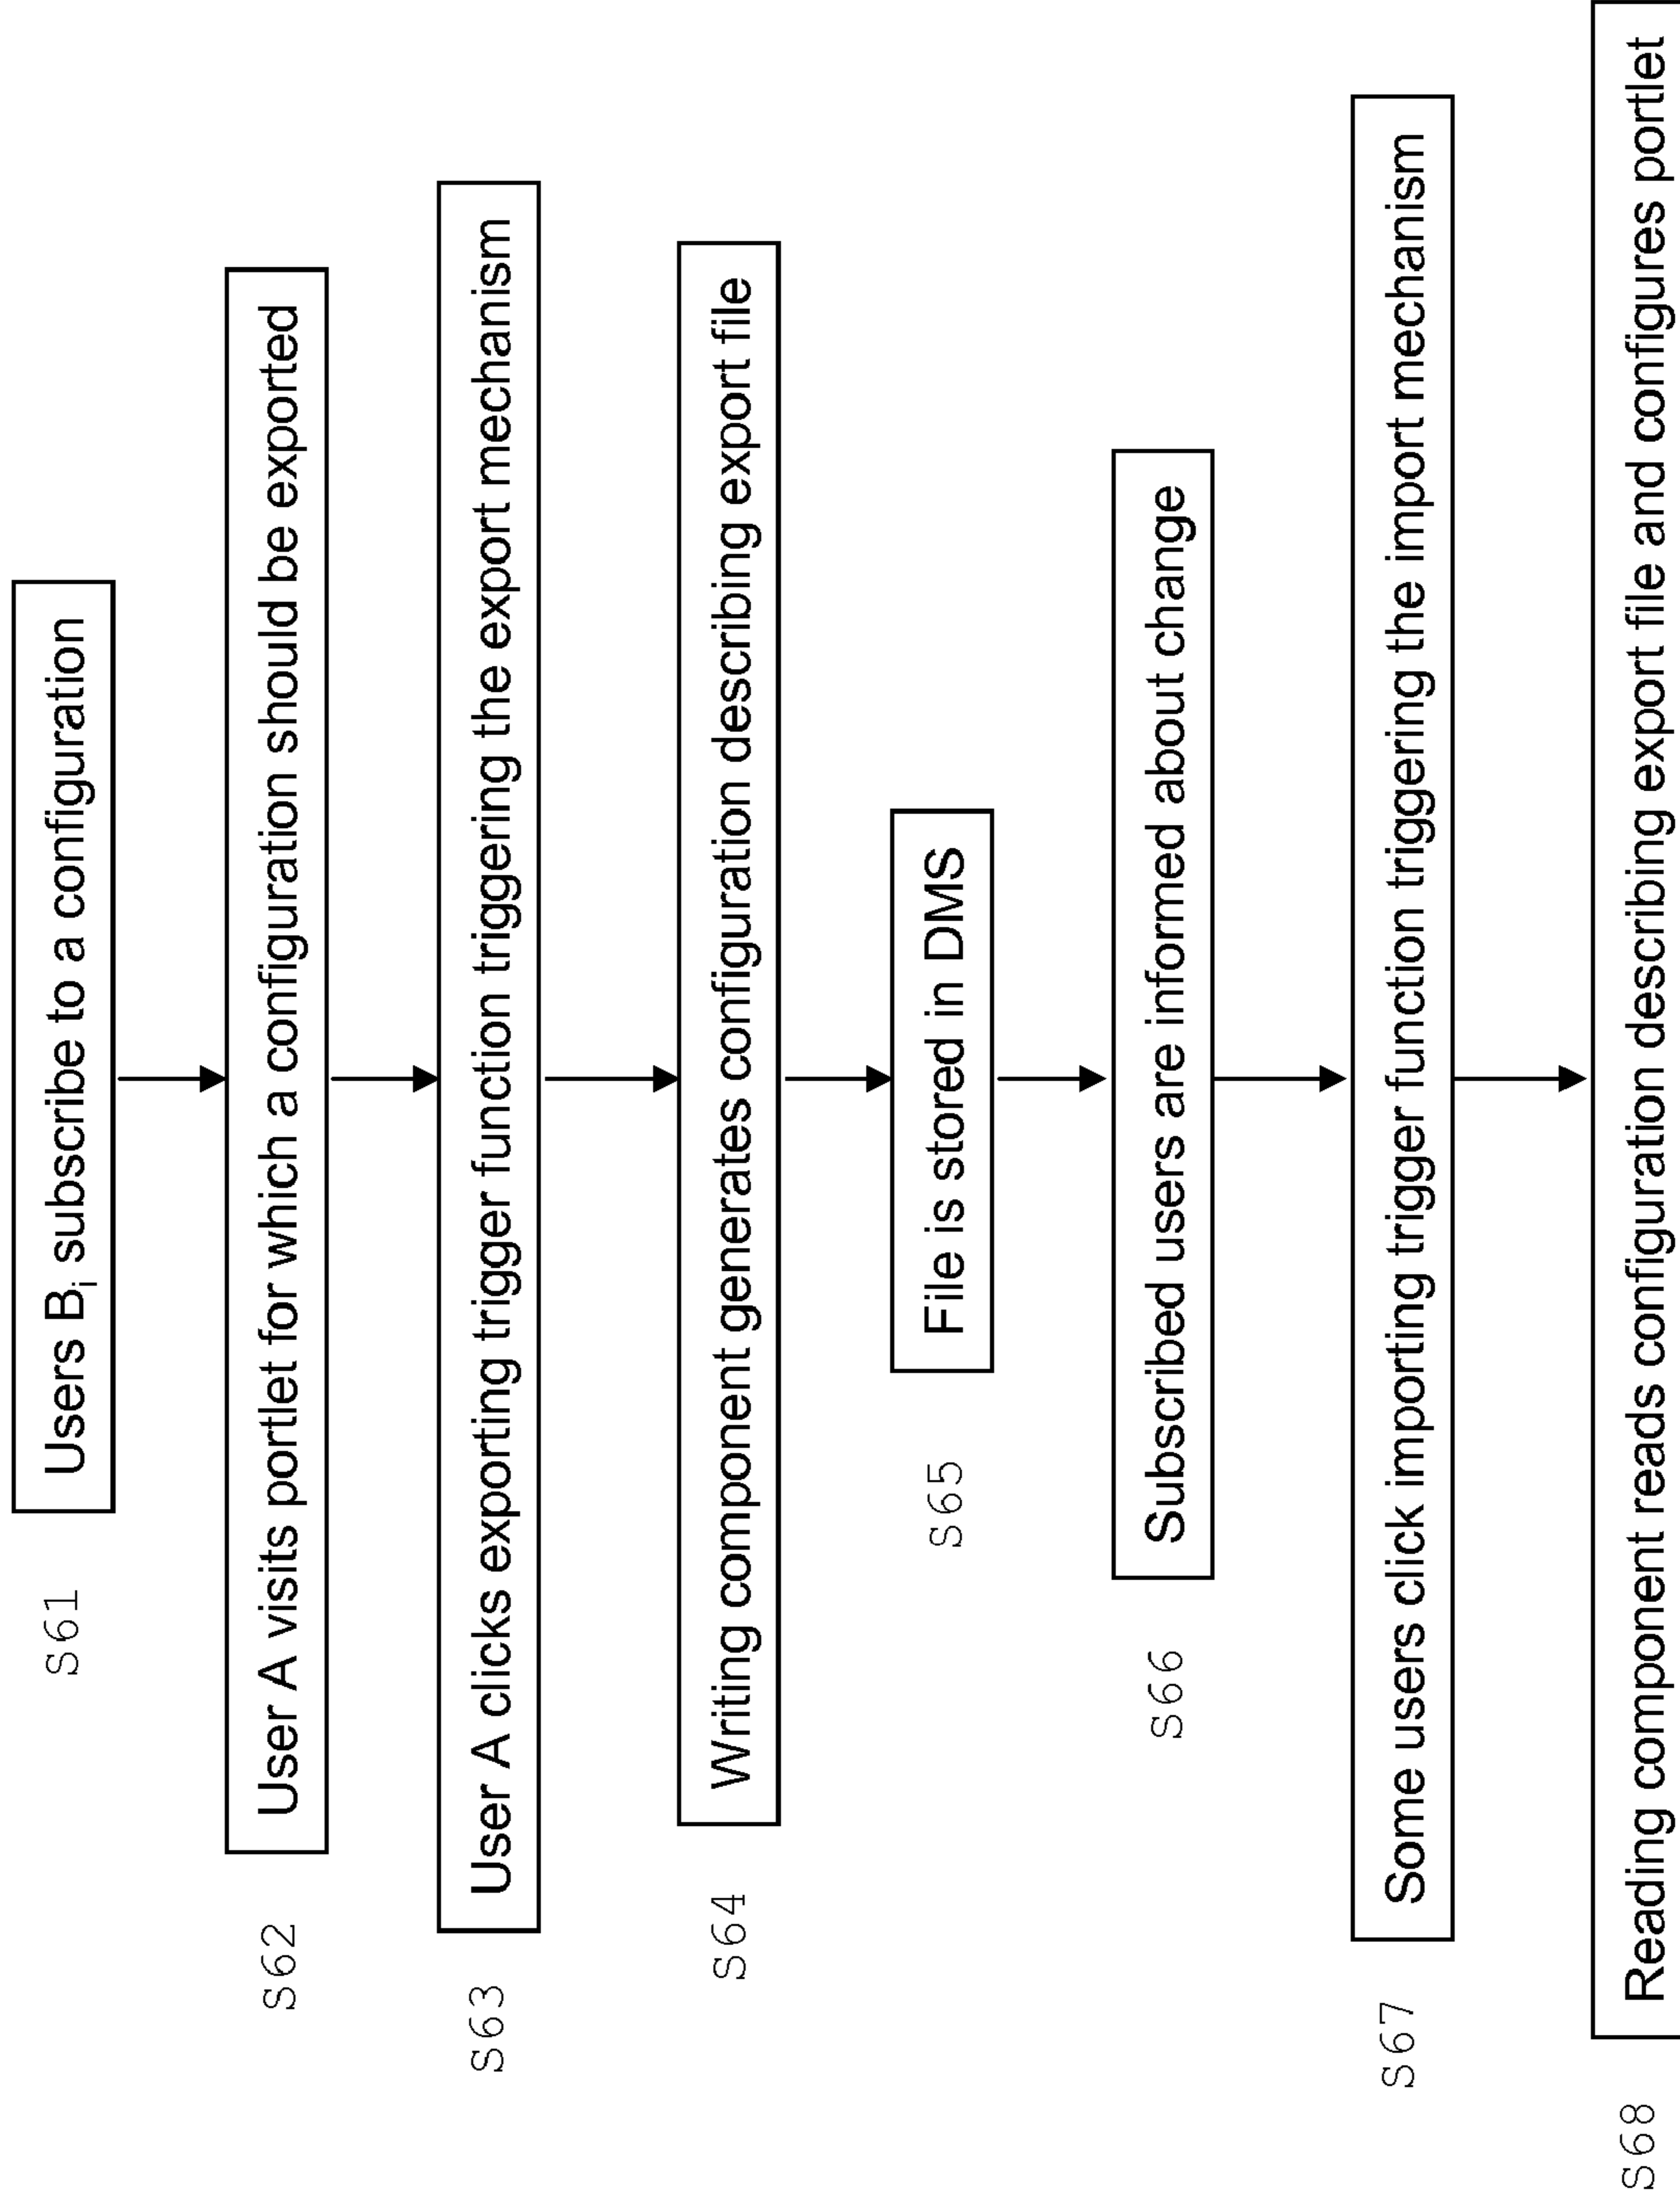 S61
Users Bi subscribe to a configuration
S62
User A visits portlet for which a configuration should be exported
S63
User A clicks exporting trigger function triggering the export mechanism
S64
Writing component generates configuration describing export file
S65
File is stored in DMS
S66
Subscribed users are informed about change
S67
Some users click importing trigger function triggering the import mechanism
S68
Reading component reads configuration describing export file and configures portlet